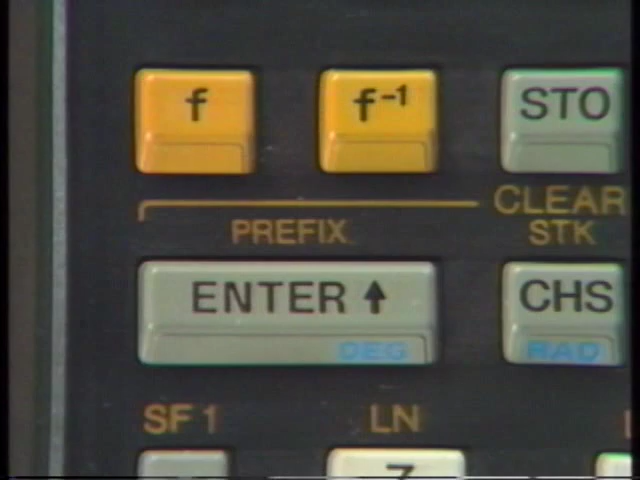 f f⁻¹ STO
CLEAR
PREFIX STK
ENTER ↑ CHS
DEG RAD
SF 1 LN
7